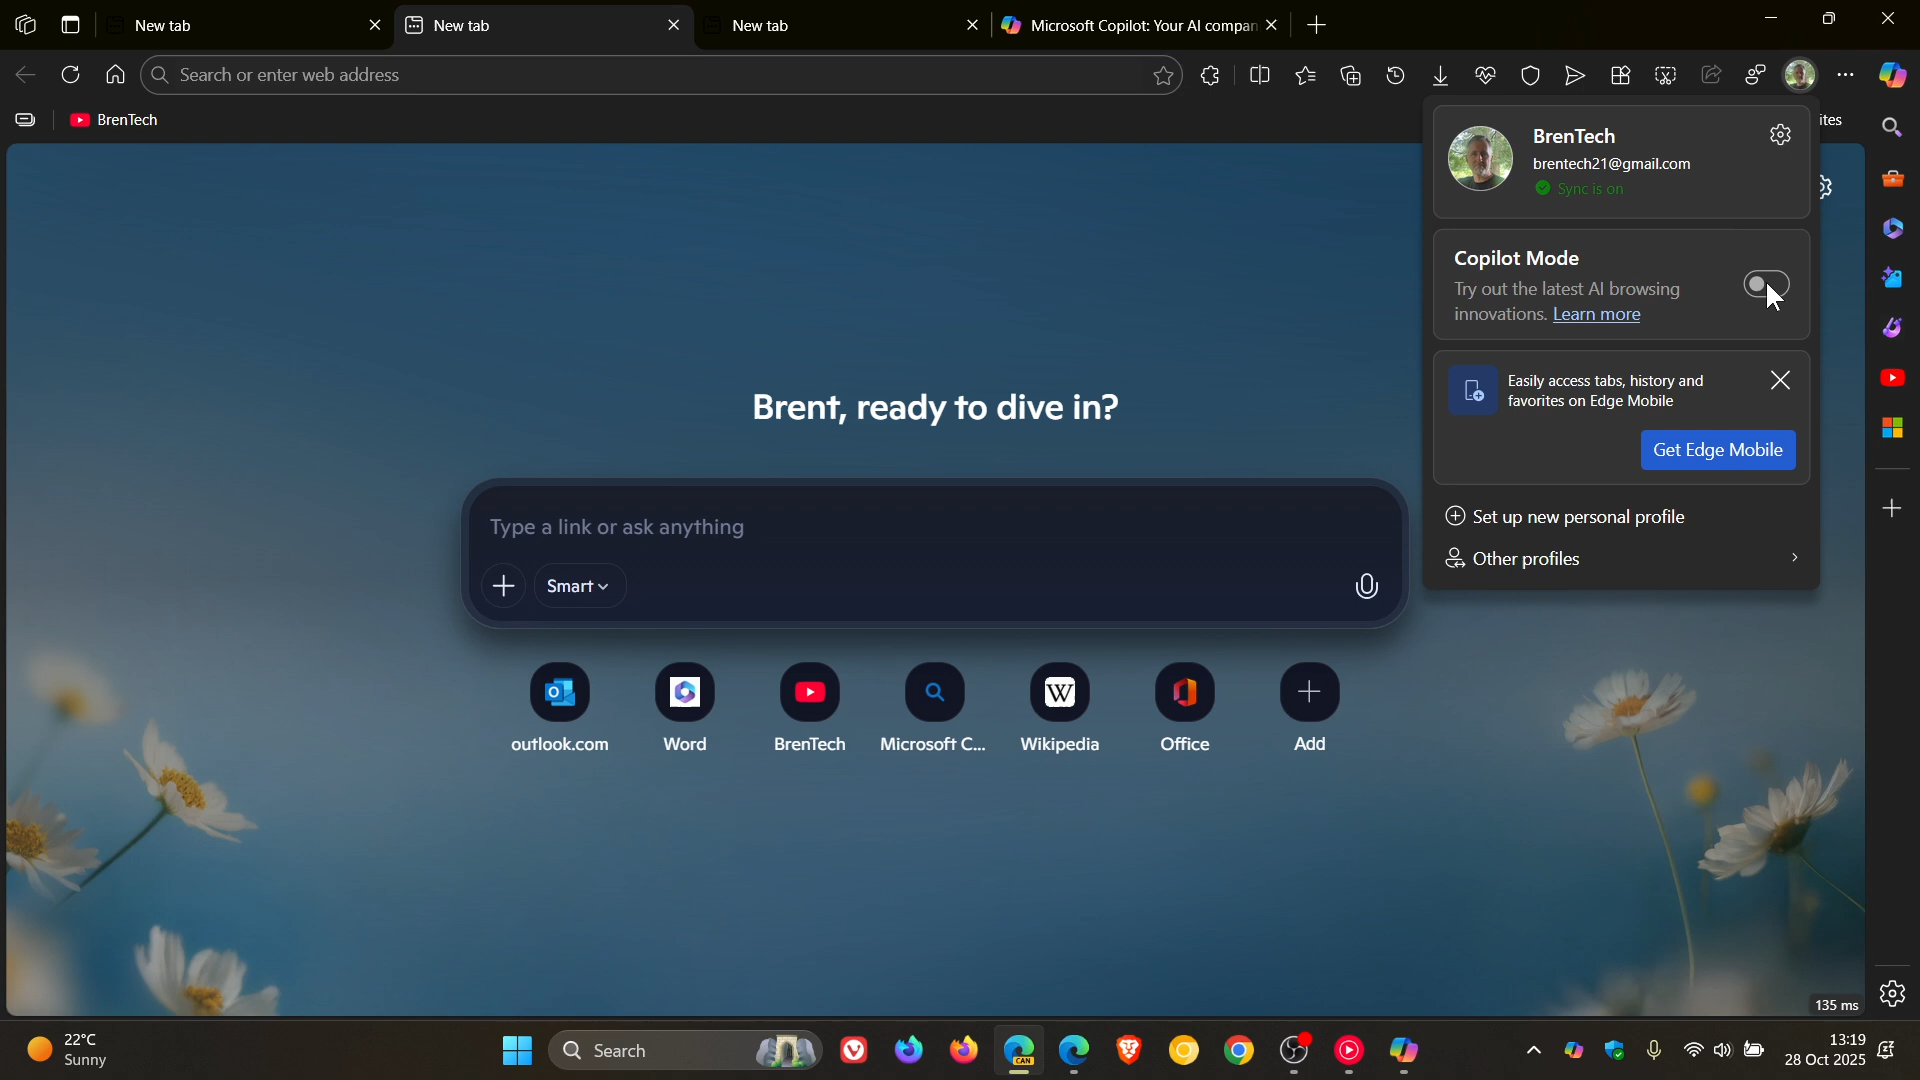 New tab
New tab
New tab
Microsoft Copilot: Your AI compan
Search or enter web address
BrenTech
ites
BrenTech
brentech21@gmail.com
Sync is on
Copilot Mode
Try out the latest AI browsing
innovations. Learn more
Easily access tabs, history and
favorites on Edge Mobile
Get Edge Mobile
Set up new personal profile
Other profiles
Brent, ready to dive in?
Type a link or ask anything
Smart
outlook.com
Word
BrenTech
Microsoft C...
Wikipedia
Office
Add
135 ms
22°C
Sunny
Search
CAN
13:19
28 Oct 2025